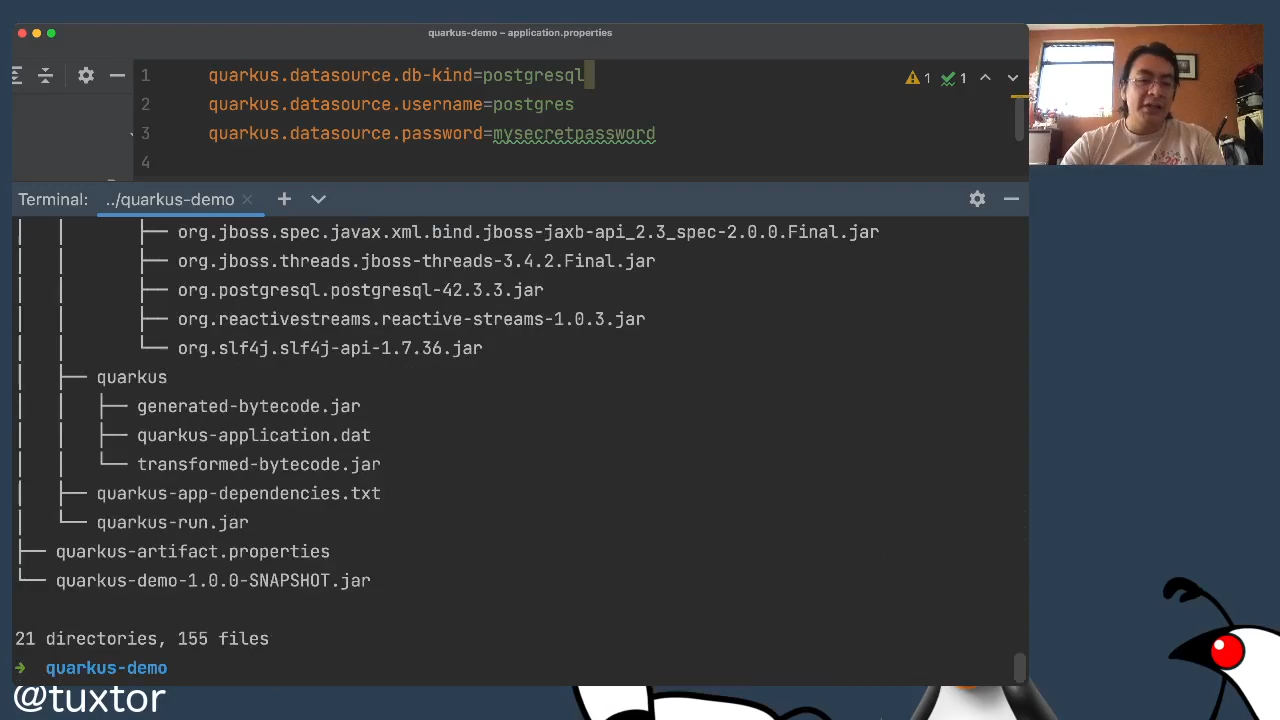 quarkus-demo – application.properties
1 quarkus.datasource.db-kind=postgresql
1 1
2 quarkus.datasource.username=postgres
3 quarkus.datasource.password=mysecretpassword
4
Terminal: ../quarkus-demo
org.jboss.spec.javax.xml.bind.jboss-jaxb-api_2.3_spec-2.0.0.Final.jar
org.jboss.threads.jboss-threads-3.4.2.Final.jar
org.postgresql.postgresql-42.3.3.jar
org.reactivestreams.reactive-streams-1.0.3.jar
org.slf4j.slf4j-api-1.7.36.jar
quarkus
generated-bytecode.jar
quarkus-application.dat
transformed-bytecode.jar
quarkus-app-dependencies.txt
quarkus-run.jar
quarkus-artifact.properties
quarkus-demo-1.0.0-SNAPSHOT.jar
21 directories, 155 files
quarkus-demo
@tuxtor